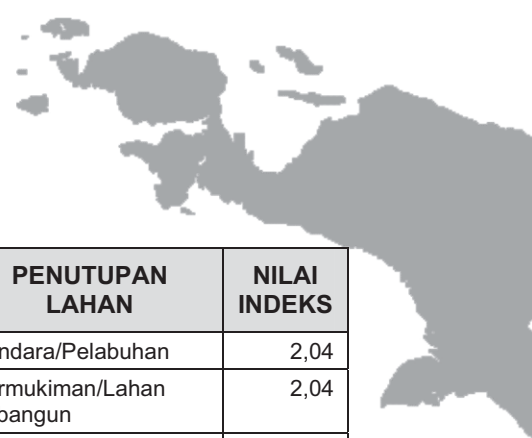 PENUTUPAN
LAHAN
NILAI
INDEKS
ndara/Pelabuhan
2,04
rmukiman/Lahan
bangun
2,04